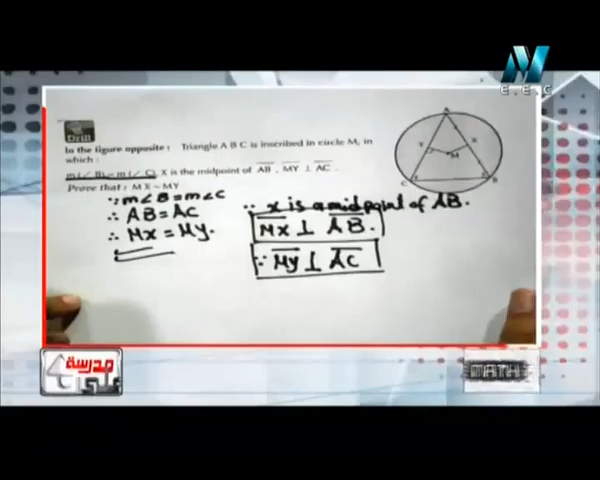 M
E.E.C
Drill
In the figure opposite : Triangle A B C is inscribed in circle M, in
which :
m(∠ B) = m(∠ C), X is the midpoint of AB , MY ⊥ AC .
Prove that : M X = MY
∵ m∠B = m∠C
∴ AB = AC
∴ MX = MY.
∵ X is a midpoint of AB.
MX ⊥ AB.
∵ MY ⊥ AC
A
Y
X
M
C
B
مدرسة
على
MATH